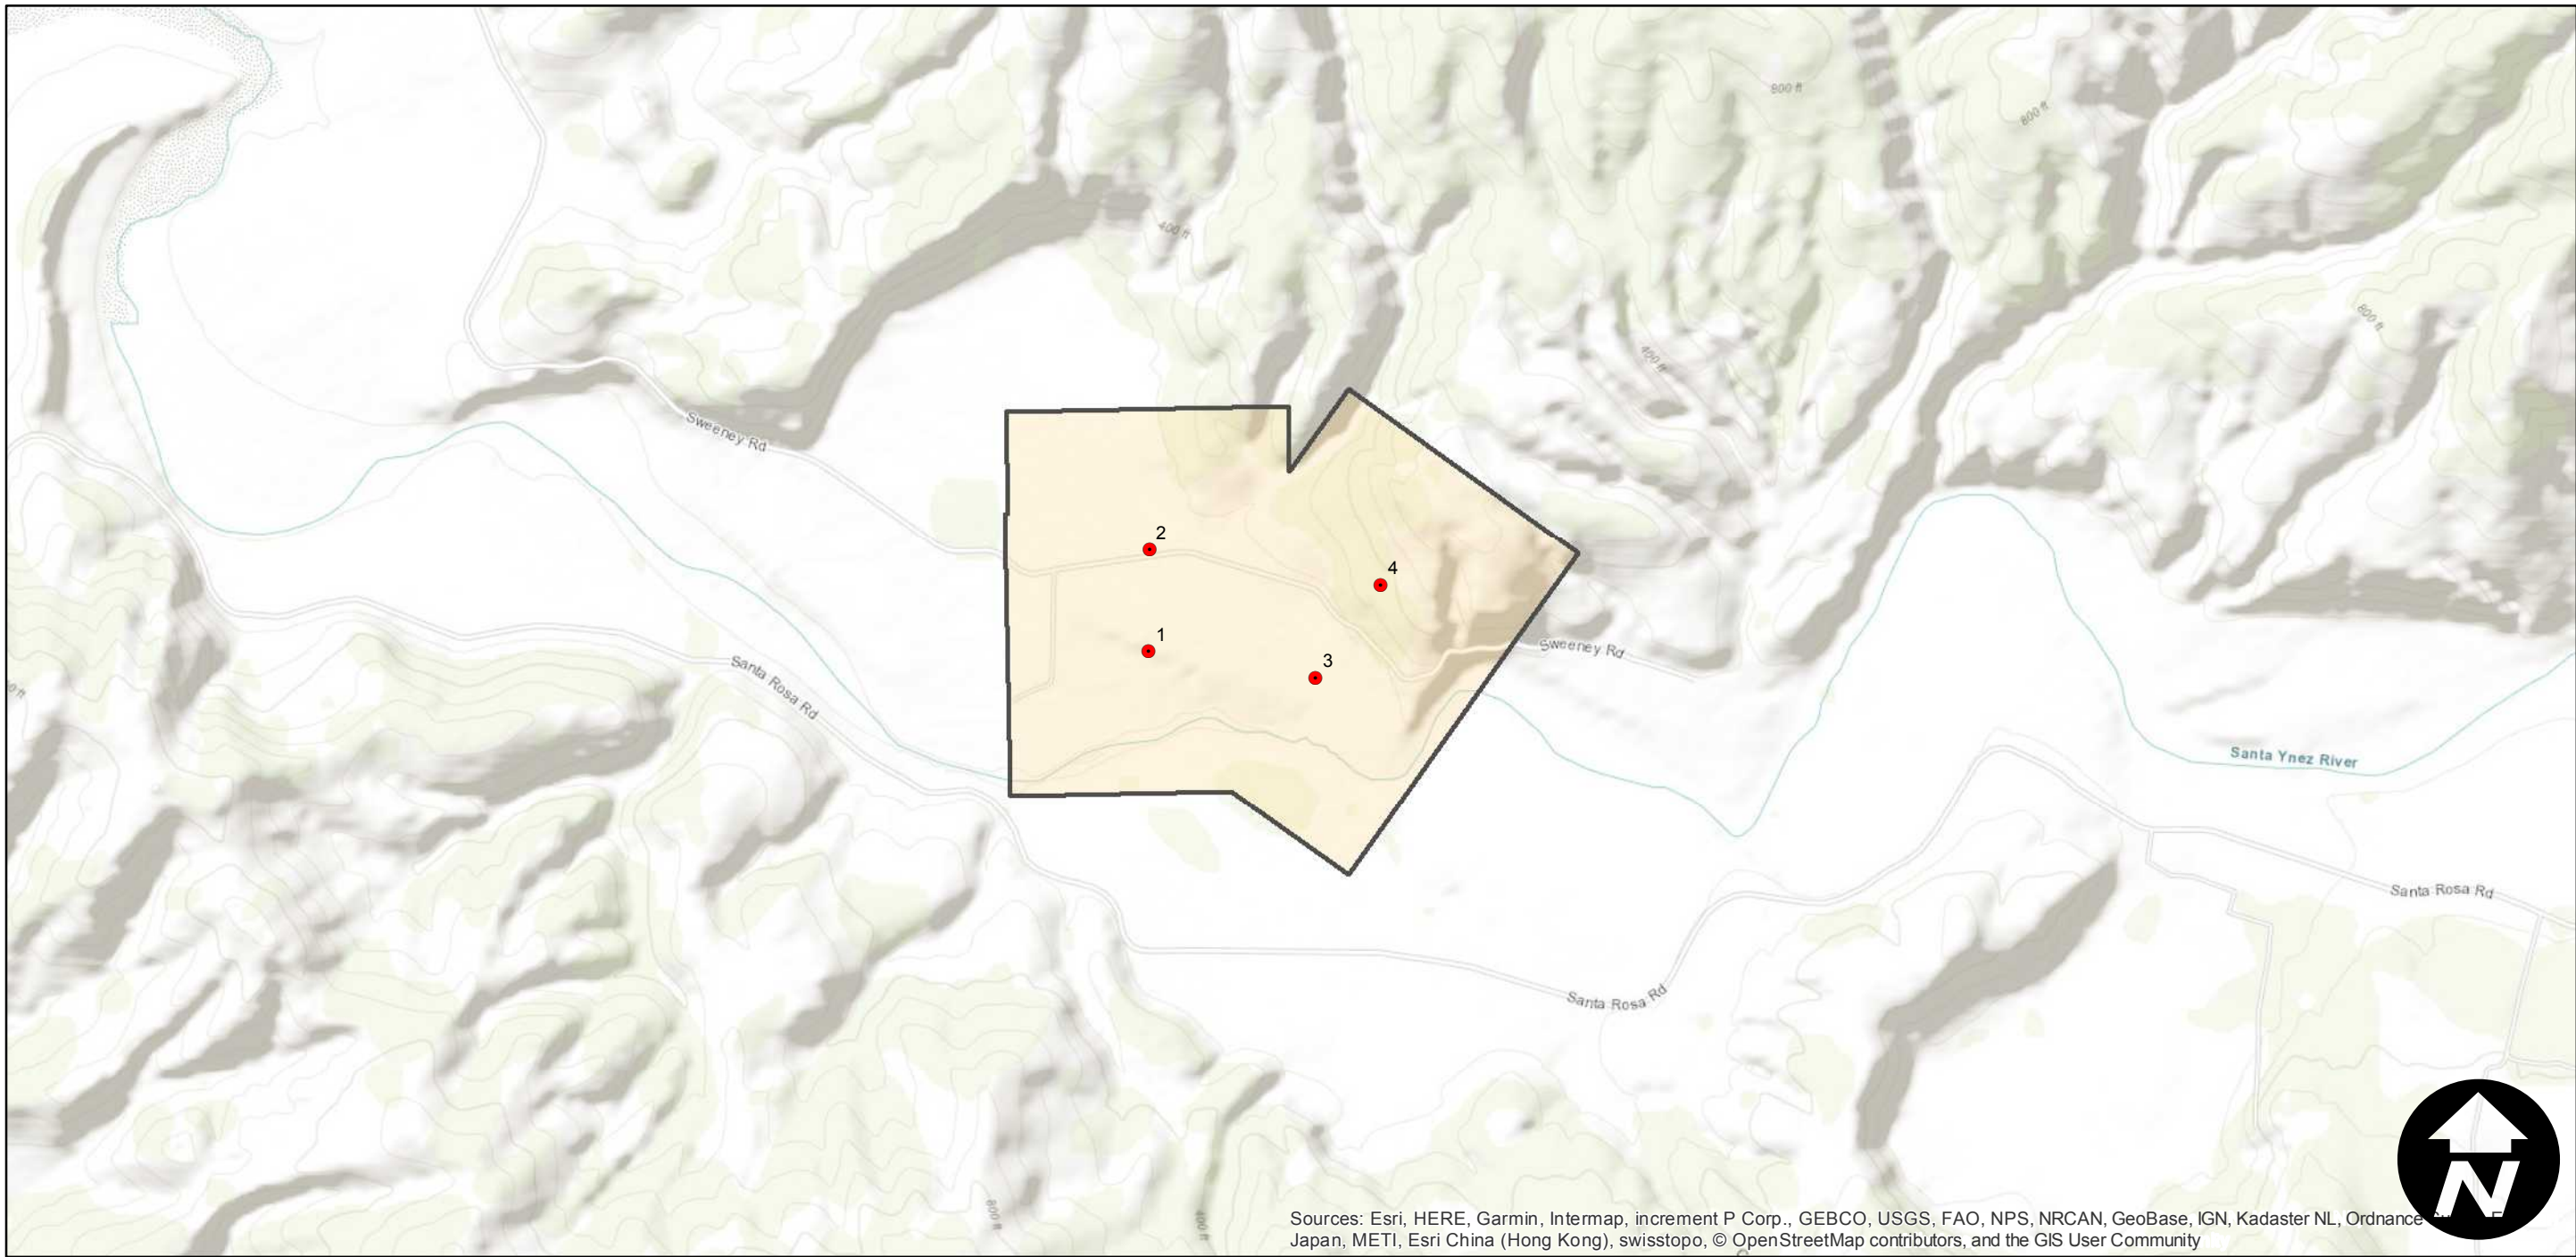 800 ft
800 ft
400 ft
800 ft
400 ft
Sweeney Rd
2
4
1
3
Sweeney Rd
Santa Rosa Rd
Santa Ynez River
Santa Rosa Rd
Santa Rosa Rd
800 ft
400 ft
N
Sources: Esri, HERE, Garmin, Intermap, increment P Corp., GEBCO, USGS, FAO, NPS, NRCAN, GeoBase, IGN, Kadaster NL, Ordnance
Japan, METI, Esri China (Hong Kong), swisstopo, © OpenStreetMap contributors, and the GIS User Community